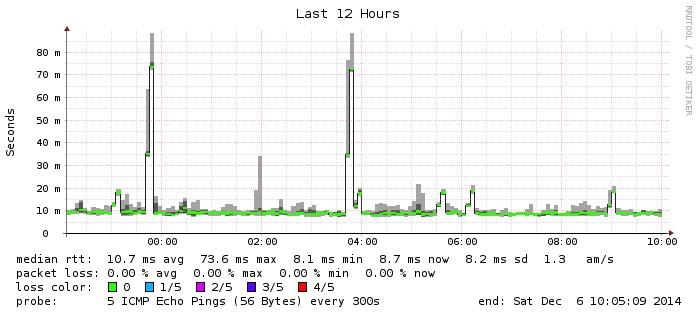 Last 12 Hours
RRDTOOL / TOBI OETIKER
Seconds
80 m
70 m
60 m
50 m
40 m
30 m
20 m
10 m
0
00:00 02:00 04:00 06:00 08:00 10:00
median rtt: 10.7 ms avg 73.6 ms max 8.1 ms min 8.7 ms now 8.2 ms sd 1.3 am/s
packet loss: 0.00 % avg 0.00 % max 0.00 % min 0.00 % now
loss color: 0 1/5 2/5 3/5 4/5
probe: 5 ICMP Echo Pings (56 Bytes) every 300s end: Sat Dec 6 10:05:09 2014